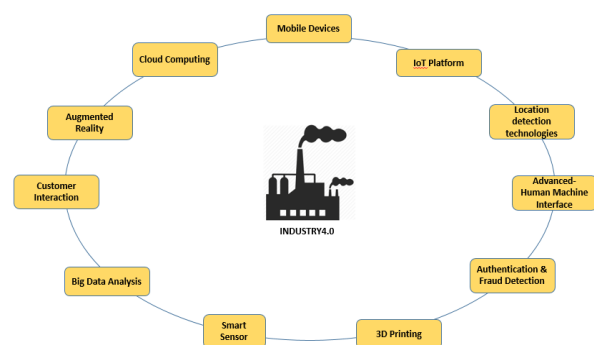 Mobile Devices
Cloud Computing
IoT Platform
Augmented
Reality
Location
detection
technologies
Customer
Interaction
Advanced-
Human Machine
Interface
INDUSTRY4.0
Big Data Analysis
Authentication &
Fraud Detection
Smart
Sensor
3D Printing